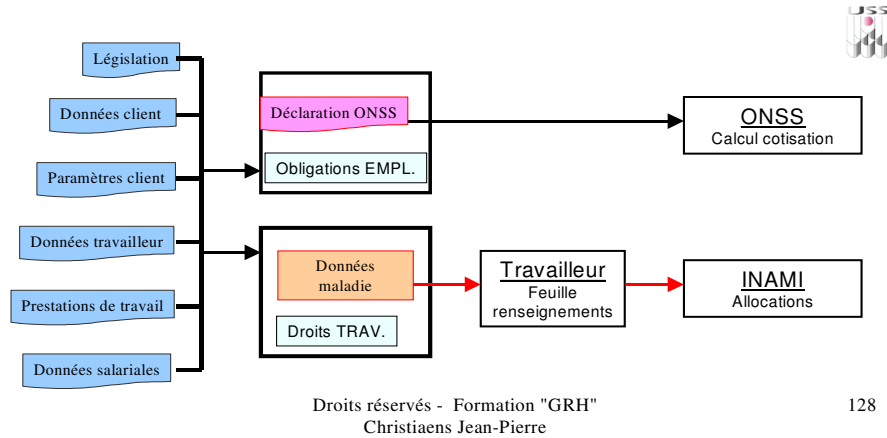 USS
Législation
Données client
Paramètres client
Données travailleur
Prestations de travail
Données salariales
Déclaration ONSS
Obligations EMPL.
ONSS
Calcul cotisation
Données
maladie
Droits TRAV.
Travailleur
Feuille
renseignements
INAMI
Allocations
Droits réservés - Formation "GRH"
Christiaens Jean-Pierre
128